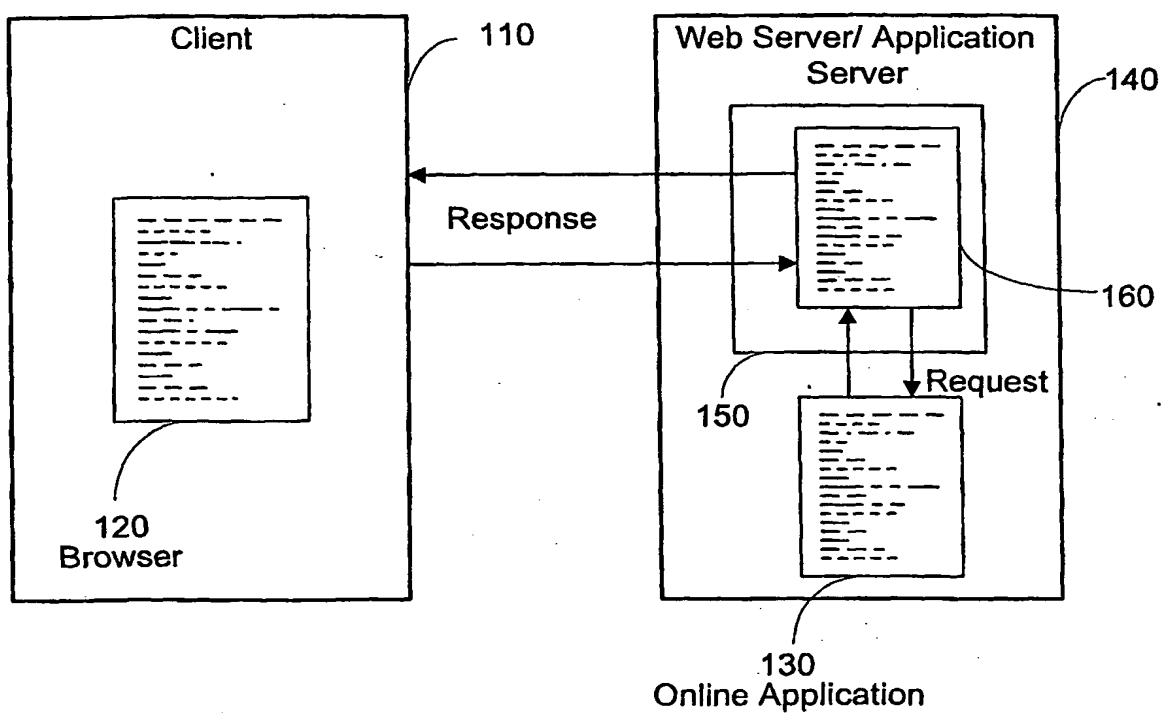 Client
110
Web Server/ Application
Server
140
Response
160
Request
150
120
Browser
130
Online Application